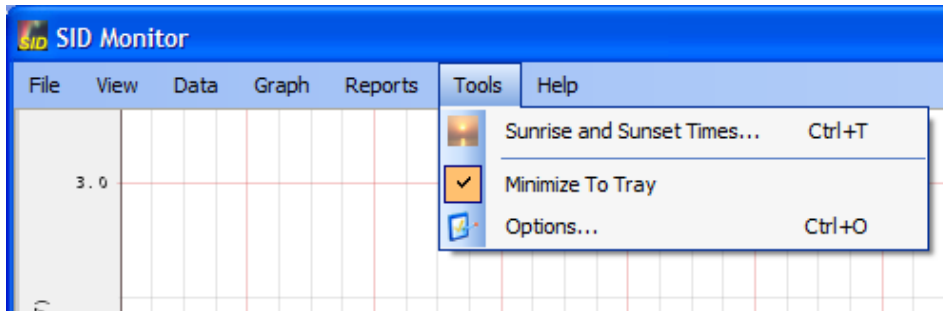 SID SID Monitor
File View Data Graph Reports Tools Help
Sunrise and Sunset Times... Ctrl+T
3.0
Minimize To Tray
Options... Ctrl+O